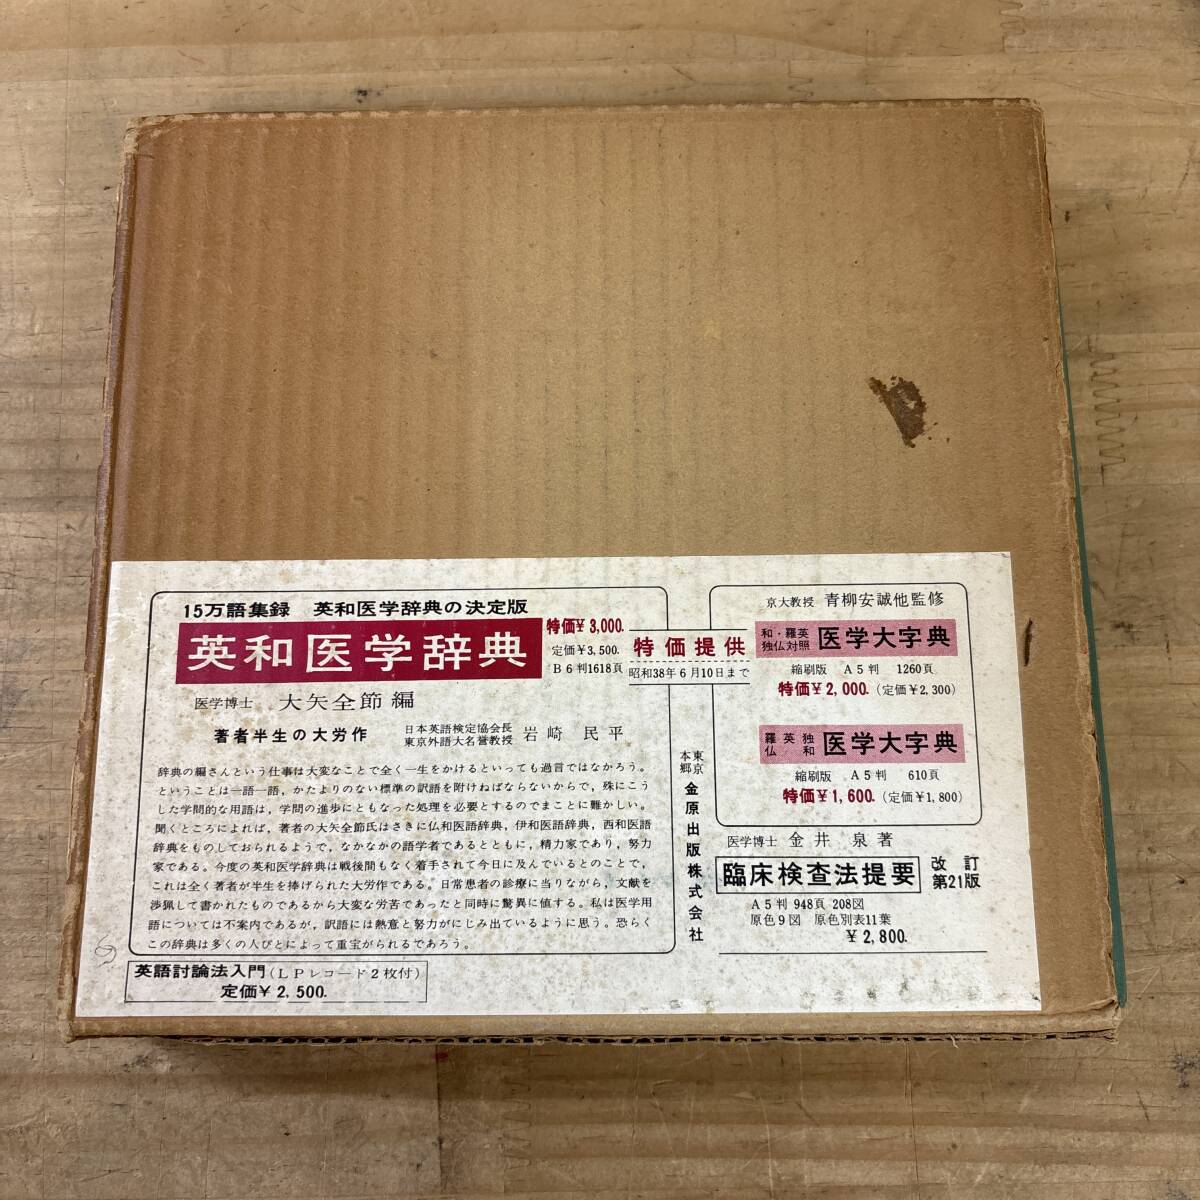 15万語集録 英和医学辞典の決定版
英和医学辞典
特価¥3,000.
定価¥3,500.
B6判1618頁
医学博士 大矢全節編
著者半生の大労作
日本英語検定協会長
東京外語大名誉教授
岩崎民平
辞典の編さんという仕事は大変なことで全く一生をかけるといっても過言ではなかろう。
ということは一語一語，かたよりのない標準の訳語を附けねばならないからで，殊にこう
した学問的な用語は，学問の進歩にともなった処理を必要とするのでまことに難かしい。
聞くところによれば，著者の大矢全節氏はさきに仏和医語辞典，伊和医語辞典，西和医語
辞典をものしておられるようで，なかなかの語学者であるとともに，精力家であり，努力
家である。今度の英和医学辞典は戦後間もなく着手されて今日に及んでいるとのことで，
これは全く著者が半生を捧げられた大労作である。日常患者の診療に当りながら，文献を
渉猟して書かれたものであるから大変な労苦であったと同時に驚異に値する。私は医学用
語については不案内であるが，訳語には熱意と努力がにじみ出ているように思う。恐らく
この辞典は多くの人びとによって重宝がられるであろう。
英語討論法入門(LPレコード2枚付)
定価¥2,500.
特価提供
昭和38年6月10日まで
東京
本郷
金原出版株式会社
京大教授 青柳安誠他監修
和・羅英
独仏対照
医学大字典
縮刷版 A5判 1260頁
特価¥2,000.(定価¥2,300)
羅英独
仏和
医学大字典
縮刷版 A5判 610頁
特価¥1,600.(定価¥1,800)
医学博士 金井泉著
臨床検査法提要
改訂
第21版
A5判 948頁 208図
原色9図 原色別表11葉
¥2,800.